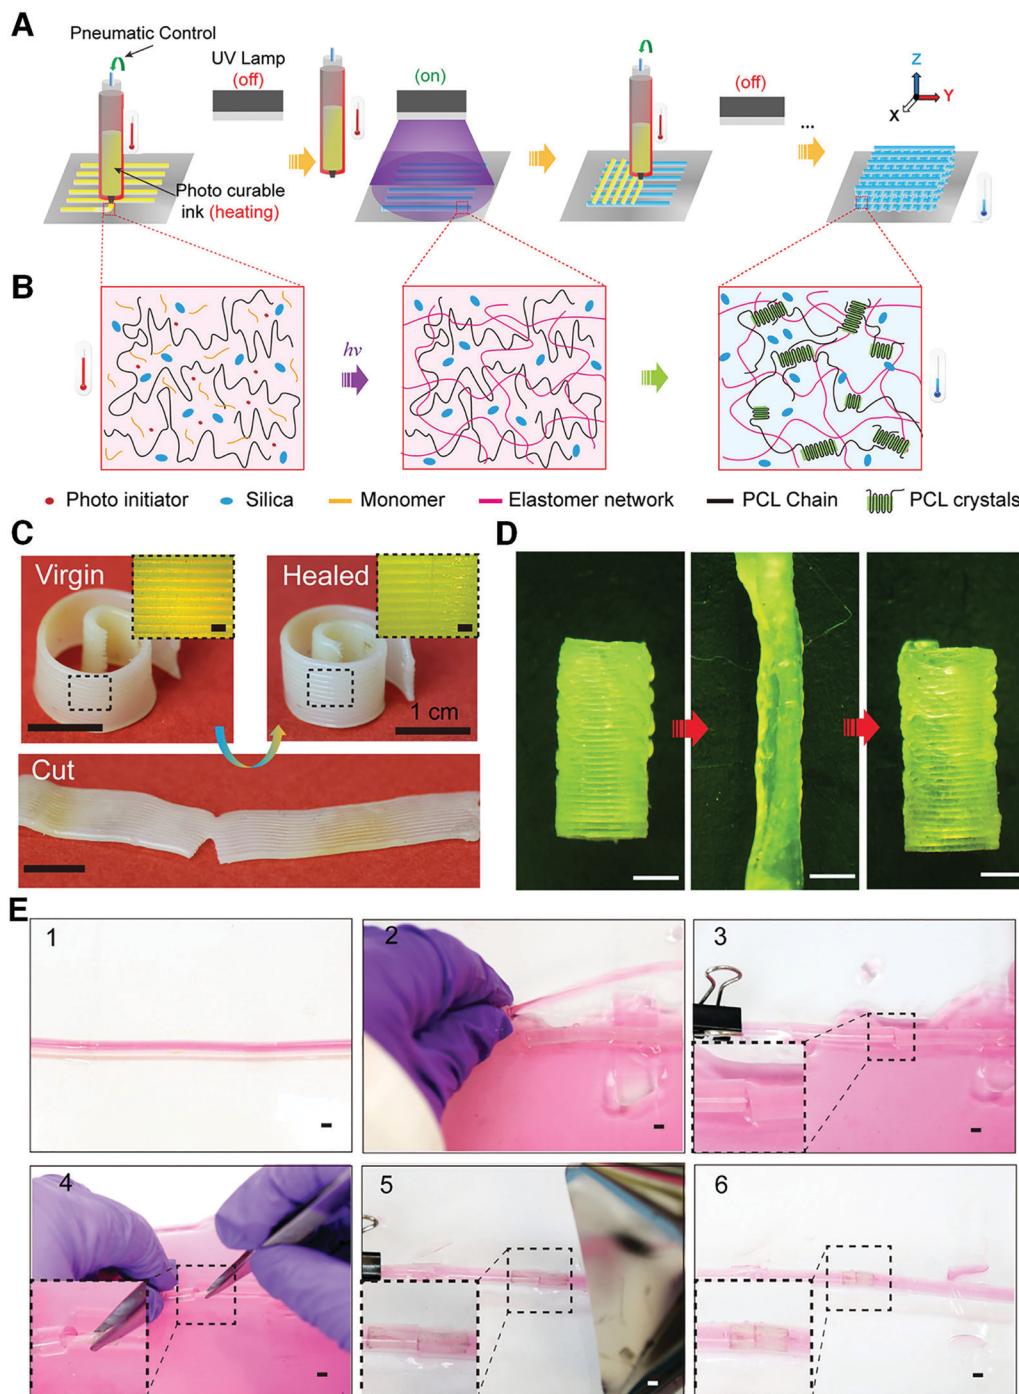 A
Pneumatic Control
UV Lamp
(off)
(on)
(off)
Z
Y
X
...
Photo curable
ink (heating)
B
hν
Photo initiator
Silica
Monomer
Elastomer network
PCL Chain
PCL crystals
C
Virgin
Healed
1 cm
Cut
D
E
1
2
3
4
5
6